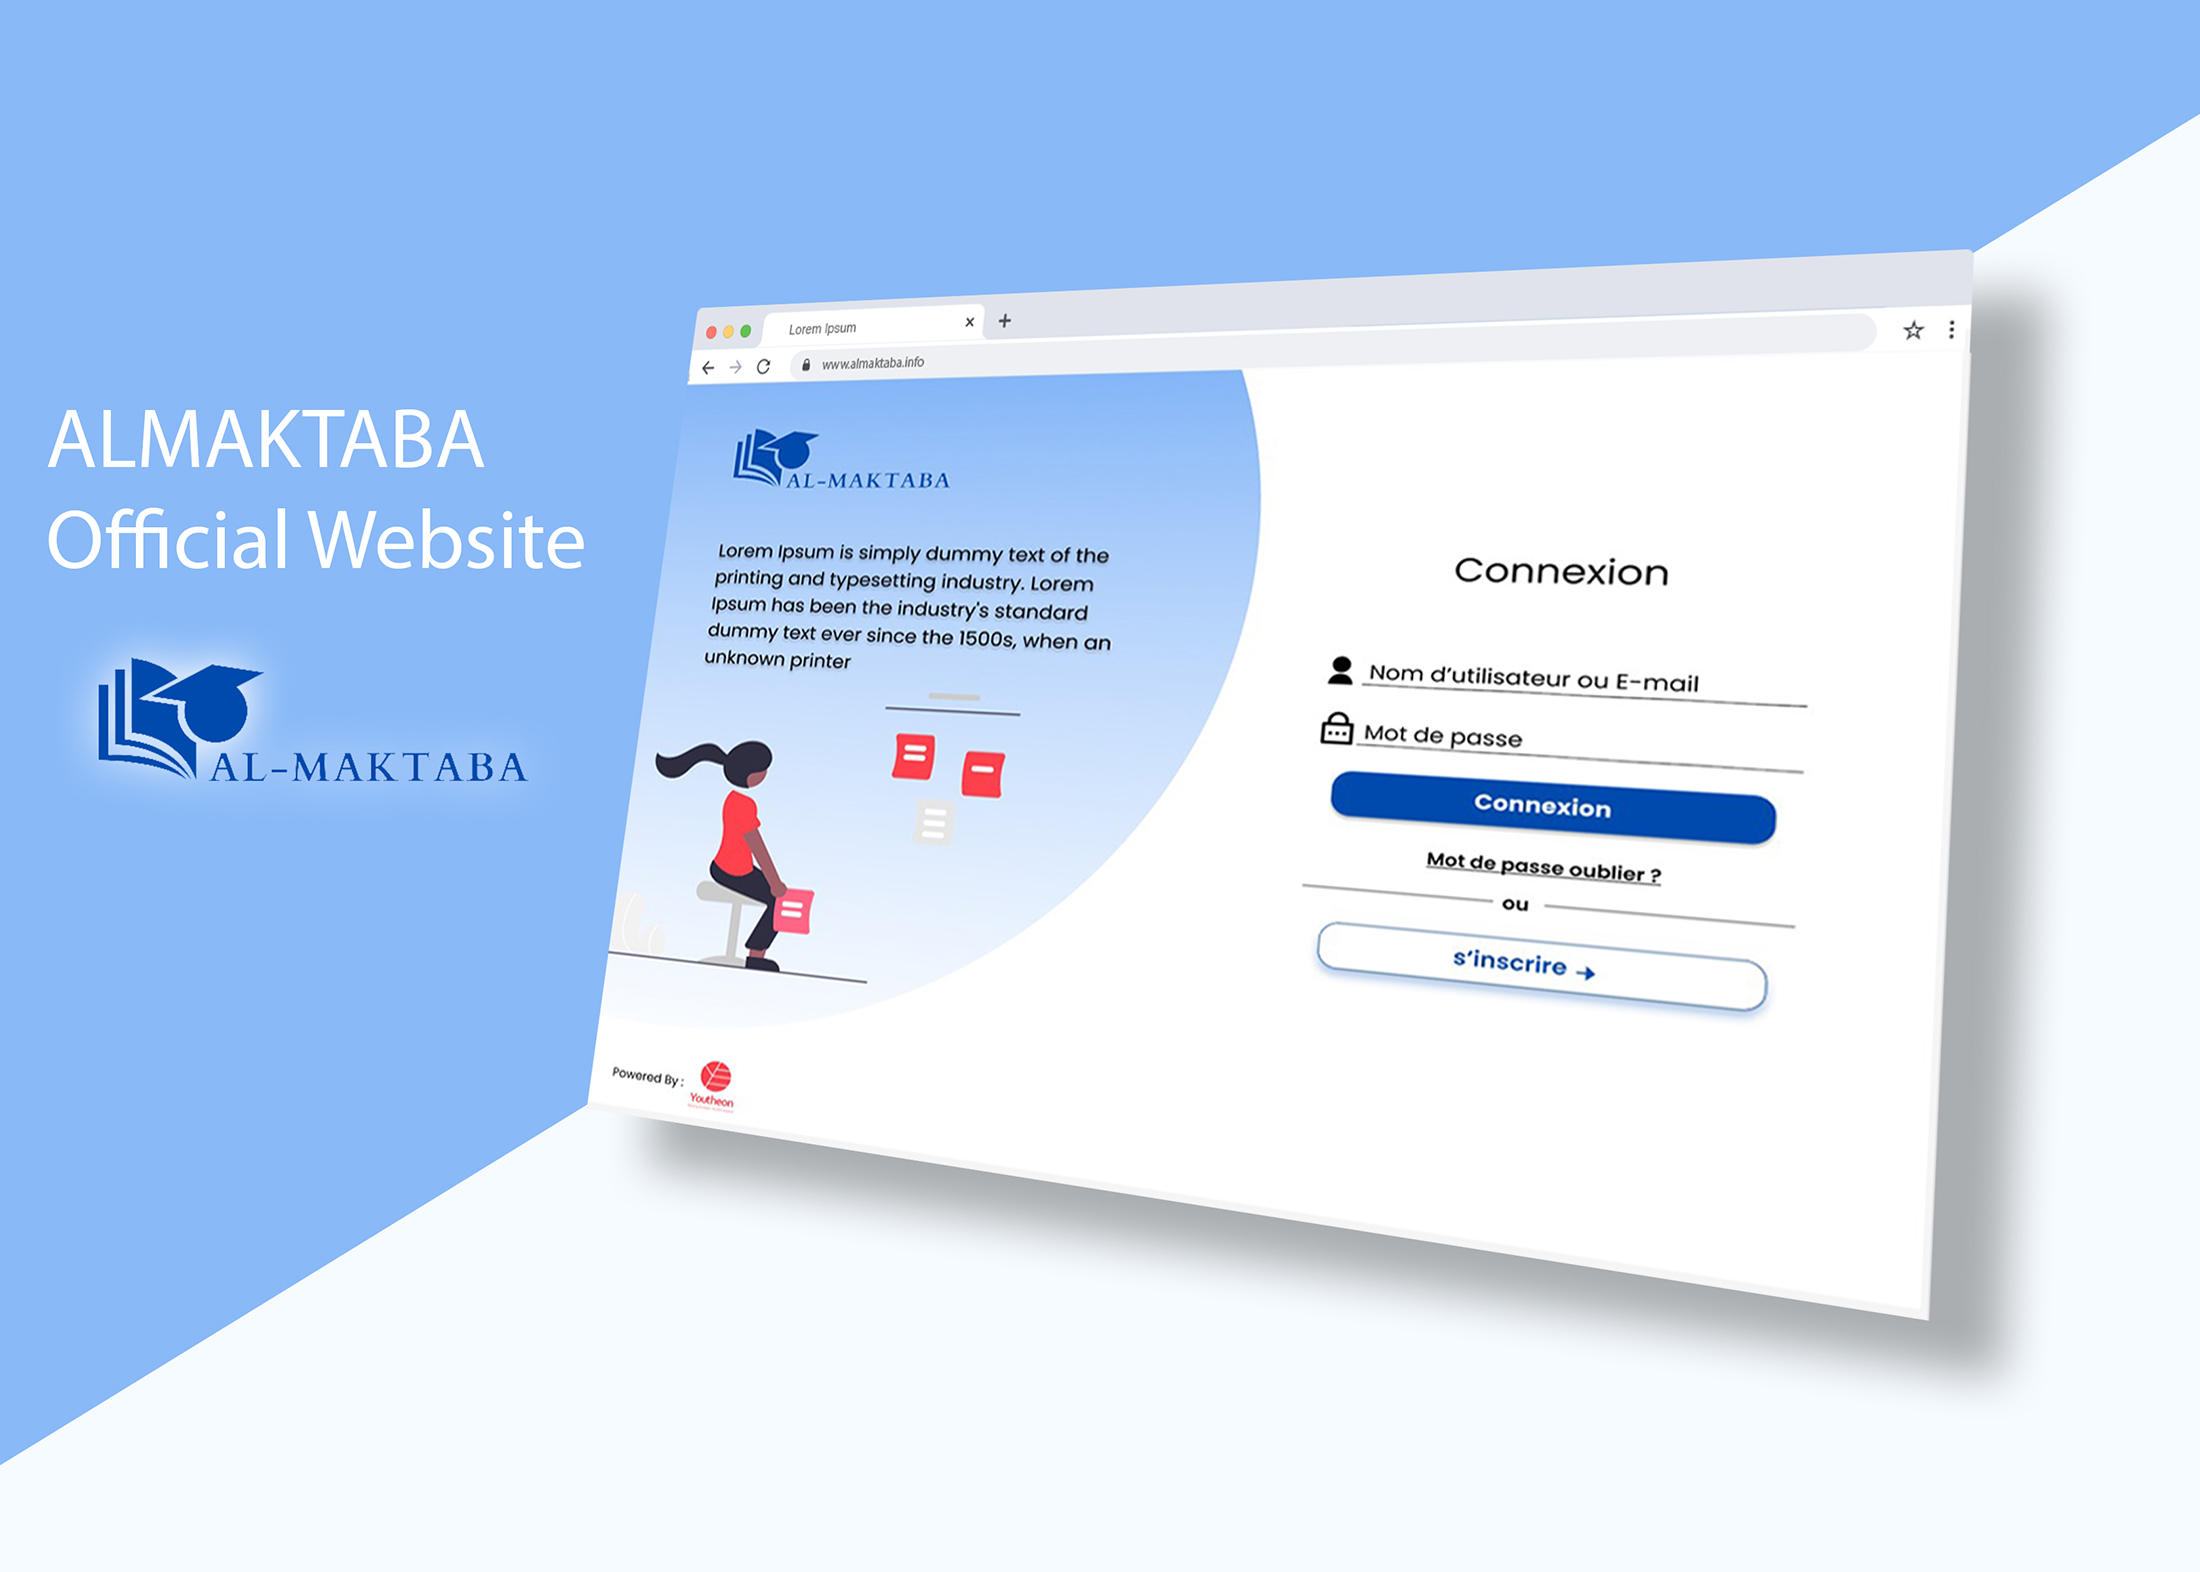 ALMAKTABA
Official Website
AL-MAKTABA
Lorem Ipsum
www.almaktaba.info
AL-MAKTABA
Lorem Ipsum is simply dummy text of the
printing and typesetting industry. Lorem
Ipsum has been the industry's standard
dummy text ever since the 1500s, when an
unknown printer
Powered By :
Youtheon
Connexion
Nom d’utilisateur ou E-mail
Mot de passe
Connexion
Mot de passe oublier ?
ou
s’inscrire →